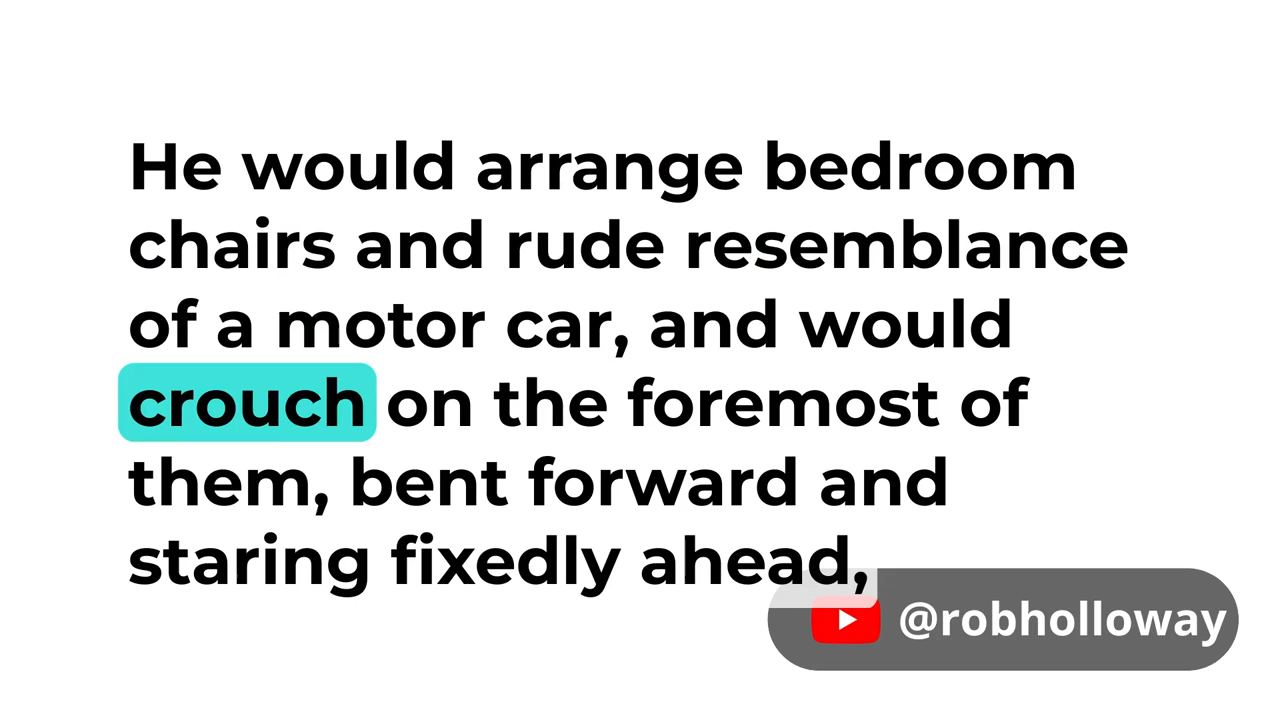 He would arrange bedroom
chairs and rude resemblance
of a motor car, and would
crouch on the foremost of
them, bent forward and
staring fixedly ahead,
@robholloway